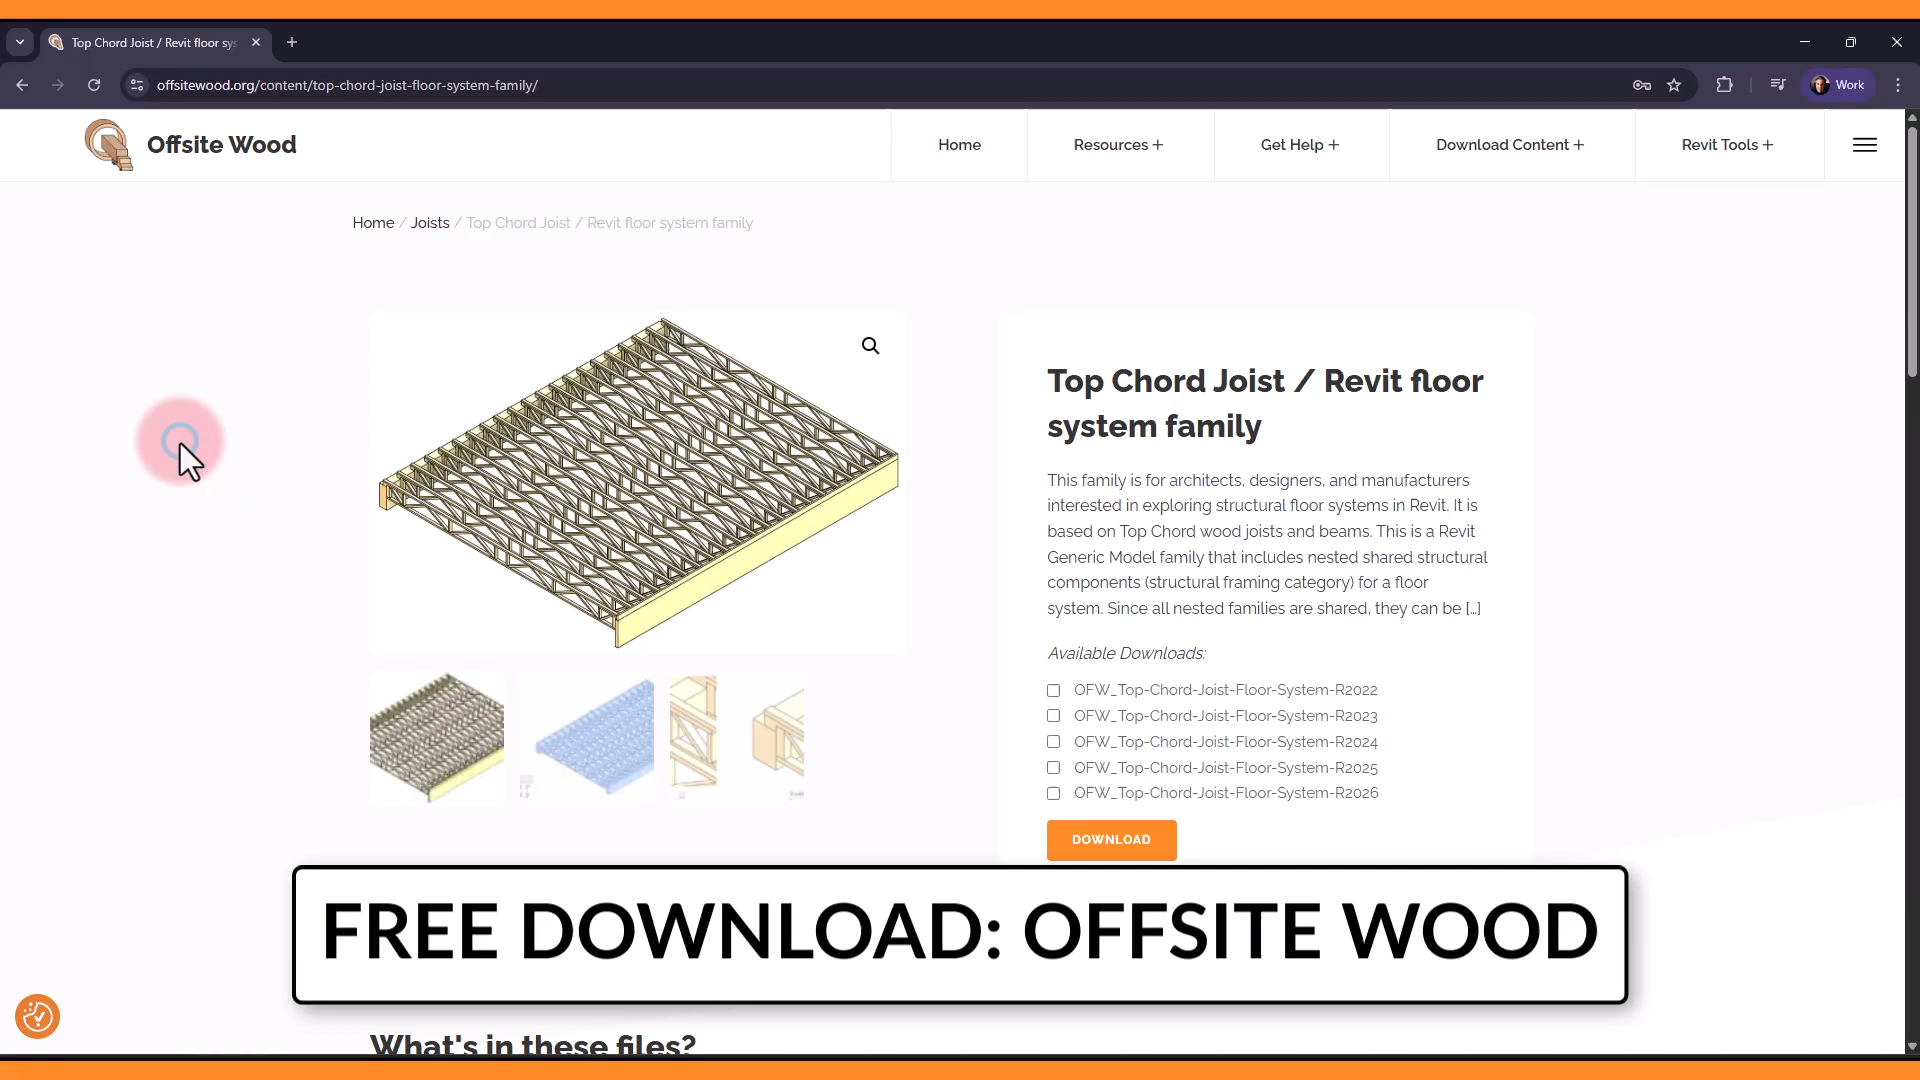 Top Chord Joist / Revit floor sys
offsitewood.org/content/top-chord-joist-floor-system-family/
Work
Offsite Wood
Home
Resources +
Get Help +
Download Content +
Revit Tools +
Home / Joists / Top Chord Joist / Revit floor system family
Top Chord Joist / Revit floor
system family
This family is for architects, designers, and manufacturers
interested in exploring structural floor systems in Revit. It is
based on Top Chord wood joists and beams. This is a Revit
Generic Model family that includes nested shared structural
components (structural framing category) for a floor
system. Since all nested families are shared, they can be [...]
Available Downloads:
OFW_Top-Chord-Joist-Floor-System-R2022
OFW_Top-Chord-Joist-Floor-System-R2023
OFW_Top-Chord-Joist-Floor-System-R2024
OFW_Top-Chord-Joist-Floor-System-R2025
OFW_Top-Chord-Joist-Floor-System-R2026
DOWNLOAD
FREE DOWNLOAD: OFFSITE WOOD
What's in these files?